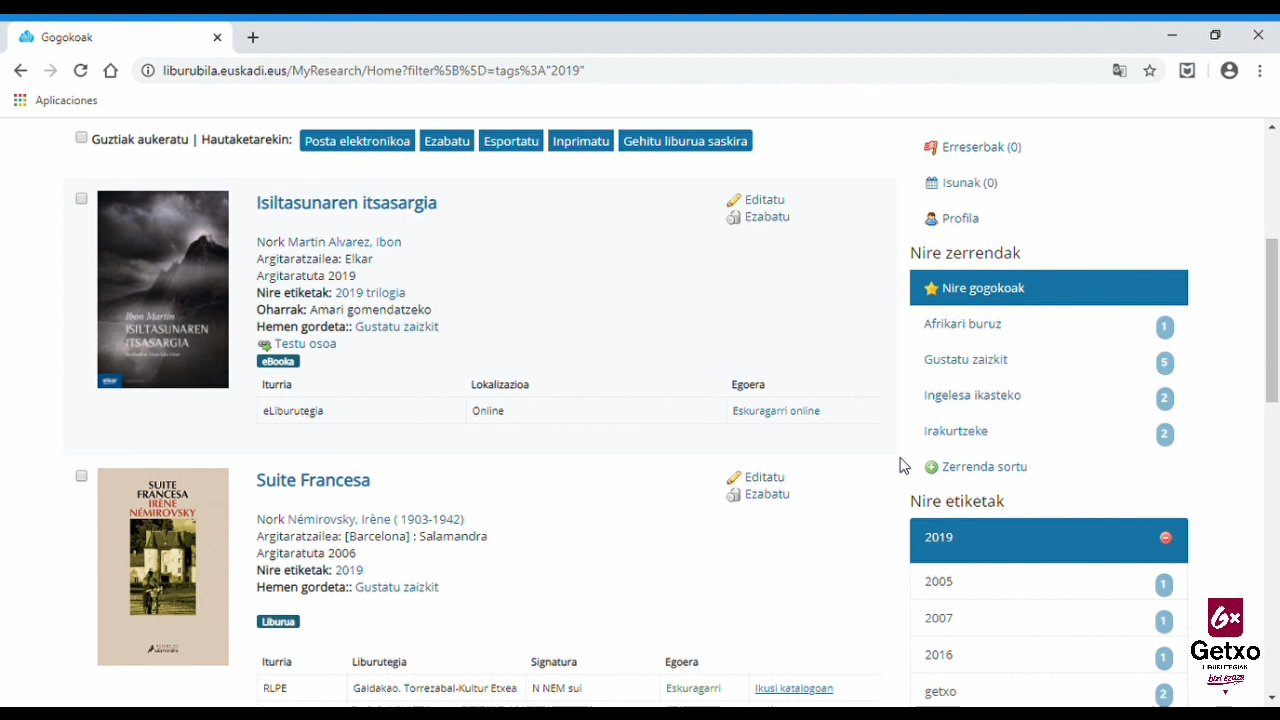 Gogokoak
liburubila.euskadi.eus/MyResearch/Home?filter%5B%5D=tags%3A"2019"
Aplicaciones
Guztiak aukeratu | Hautaketarekin: Posta elektronikoa Ezabatu Esportatu Inprimatu Gehitu liburua saskira
Isiltasunaren itsasargia
Editatu
Ezabatu
Nork Martin Alvarez, Ibon
Argitaratzailea: Elkar
Argitaratuta 2019
Nire etiketak: 2019 trilogia
Oharrak: Amari gomendatzeko
Hemen gordeta:: Gustatu zaizkit
Testu osoa
eBooka
Iturria Lokalizazioa Egoera
eLiburutegia Online Eskuragarri online
Ibon Martin
ISILTASUNAREN
ITSASARGIA
elkar
Suite Francesa
Editatu
Ezabatu
Nork Némirovsky, Irène ( 1903-1942)
Argitaratzailea: [Barcelona] : Salamandra
Argitaratuta 2006
Nire etiketak: 2019
Hemen gordeta:: Gustatu zaizkit
Liburua
Iturria Liburutegia Signatura Egoera
RLPE Galdakao. Torrezabal-Kultur Etxea N NEM sui Eskuragarri Ikusi katalogoan
SUITE
FRANCESA
IRÈNE
NÉMIROVSKY
salamandra
Erreserbak (0)
Isunak (0)
Profila
Nire zerrendak
Nire gogokoak
Afrikari buruz 1
Gustatu zaizkit 5
Ingelesa ikasteko 2
Irakurtzeke 2
Zerrenda sortu
Nire etiketak
2019
2005 1
2007 1
2016 1
getxo 2
Getxo
LIBURUTEGIAK